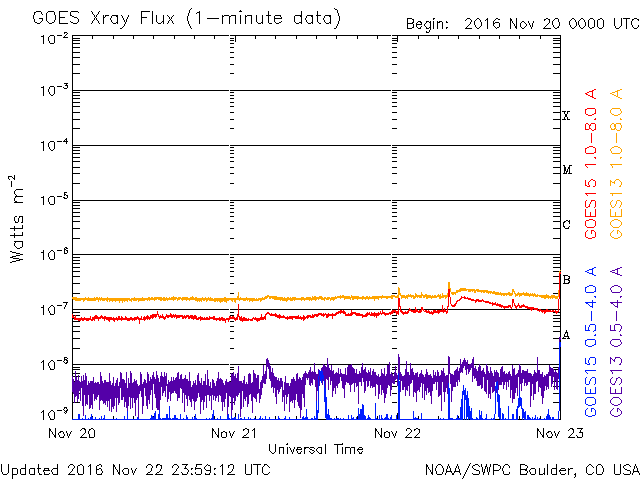 GOES Xray Flux (1-minute data)
Begin: 2016 Nov 20 0000 UTC
10⁻²
10⁻³
10⁻⁴
10⁻⁵
10⁻⁶
10⁻⁷
10⁻⁸
10⁻⁹
Watts m⁻²
X
M
C
B
A
GOES15 1.0-8.0 A
GOES13 1.0-8.0 A
GOES15 0.5-4.0 A
GOES13 0.5-4.0 A
Nov 20 Nov 21 Nov 22 Nov 23
Universal Time
Updated 2016 Nov 22 23:59:12 UTC
NOAA/SWPC Boulder, CO USA